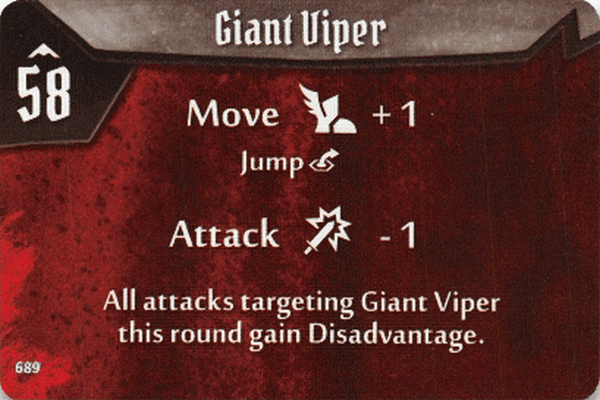 Giant Viper
58
Move + 1
Jump
Attack - 1
All attacks targeting Giant Viper
this round gain Disadvantage.
689